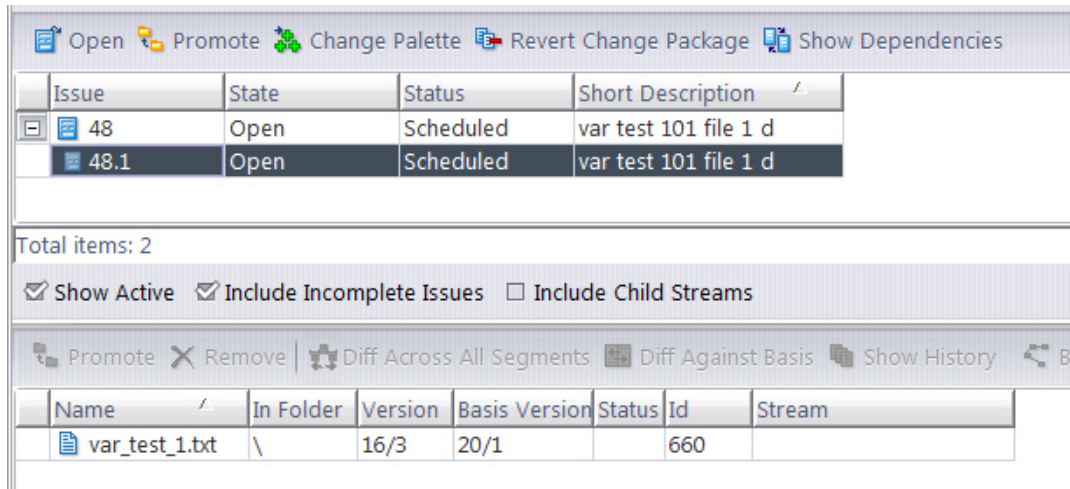 Open Promote Change Palette Revert Change Package Show Dependencies
Issue State Status Short Description
48 Open Scheduled var test 101 file 1 d
48.1 Open Scheduled var test 101 file 1 d
Total items: 2
Show Active Include Incomplete Issues Include Child Streams
Promote Remove Diff Across All Segments Diff Against Basis Show History
Name In Folder Version Basis Version Status Id Stream
var_test_1.txt \ 16/3 20/1 660